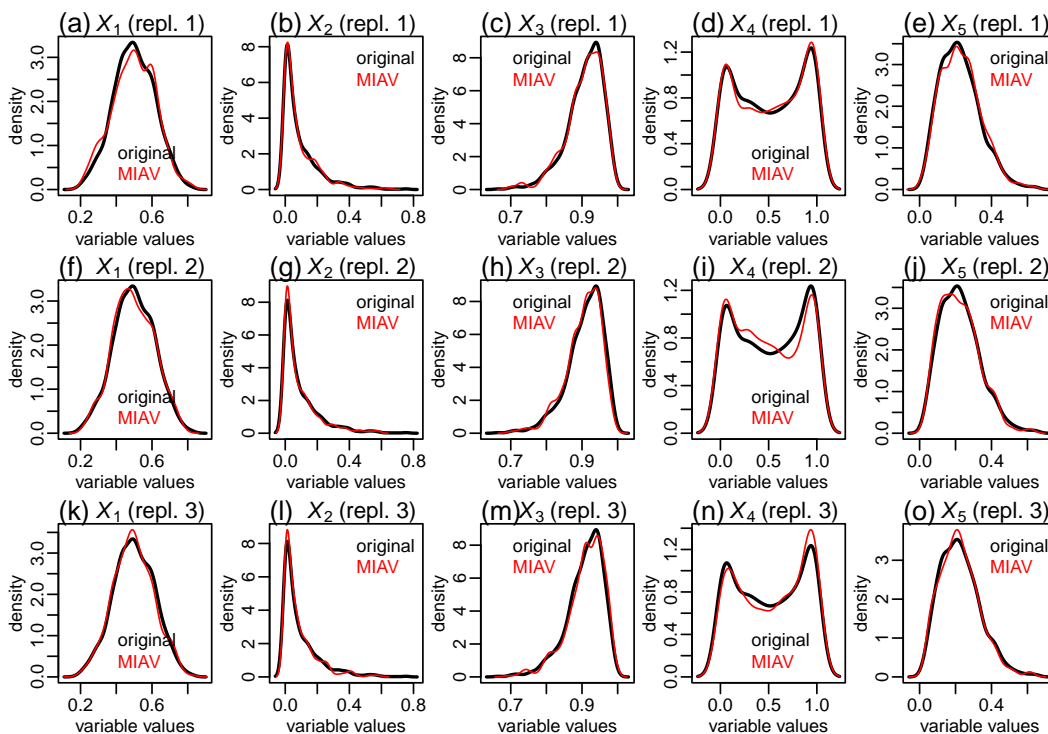 (a) X₁ (repl. 1)
density
0.0 1.0 2.0 3.0
original
MIAV
0.2 0.6
variable values
(b) X₂ (repl. 1)
density
0 2 4 6 8
original
MIAV
0.0 0.4 0.8
variable values
(c) X₃ (repl. 1)
density
0 2 4 6 8
original
MIAV
0.7 0.9
variable values
(d) X₄ (repl. 1)
density
0.0 0.4 0.8 1.2
original
MIAV
0.0 0.5 1.0
variable values
(e) X₅ (repl. 1)
density
0.0 1.0 2.0 3.0
original
MIAV
0.0 0.4
variable values
(f) X₁ (repl. 2)
density
0.0 1.0 2.0 3.0
original
MIAV
0.2 0.6
variable values
(g) X₂ (repl. 2)
density
0 2 4 6 8
original
MIAV
0.0 0.4 0.8
variable values
(h) X₃ (repl. 2)
density
0 2 4 6 8
original
MIAV
0.7 0.9
variable values
(i) X₄ (repl. 2)
density
0.0 0.4 0.8 1.2
original
MIAV
0.0 0.5 1.0
variable values
(j) X₅ (repl. 2)
density
0.0 1.0 2.0 3.0
original
MIAV
0.0 0.4
variable values
(k) X₁ (repl. 3)
density
0.0 1.0 2.0 3.0
original
MIAV
0.2 0.6
variable values
(l) X₂ (repl. 3)
density
0 2 4 6 8
original
MIAV
0.0 0.4 0.8
variable values
(m) X₃ (repl. 3)
density
0 2 4 6 8
original
MIAV
0.7 0.9
variable values
(n) X₄ (repl. 3)
density
0.0 0.4 0.8 1.2
original
MIAV
0.0 0.5 1.0
variable values
(o) X₅ (repl. 3)
density
0 1 2 3
original
MIAV
0.0 0.4
variable values